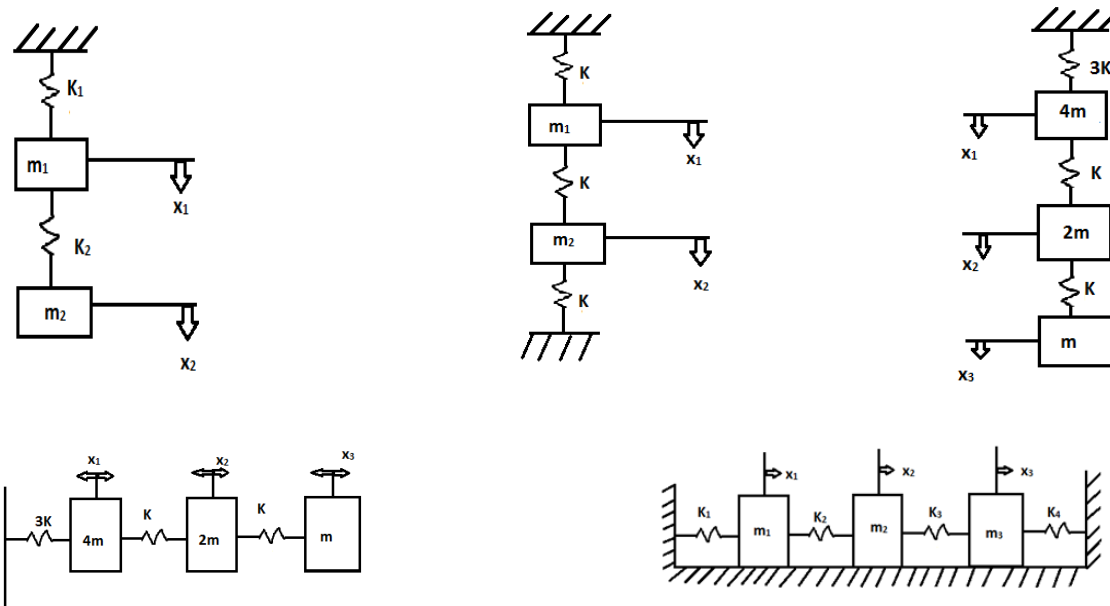 K₁
m₁
x₁
K₂
m₂
x₂
K
m₁
x₁
K
m₂
x₂
K
3K
4m
x₁
K
2m
x₂
K
m
x₃
x₁ x₂ x₃
3K K K
4m 2m m
x₁ x₂ x₃
K₁ K₂ K₃ K₄
m₁ m₂ m₃